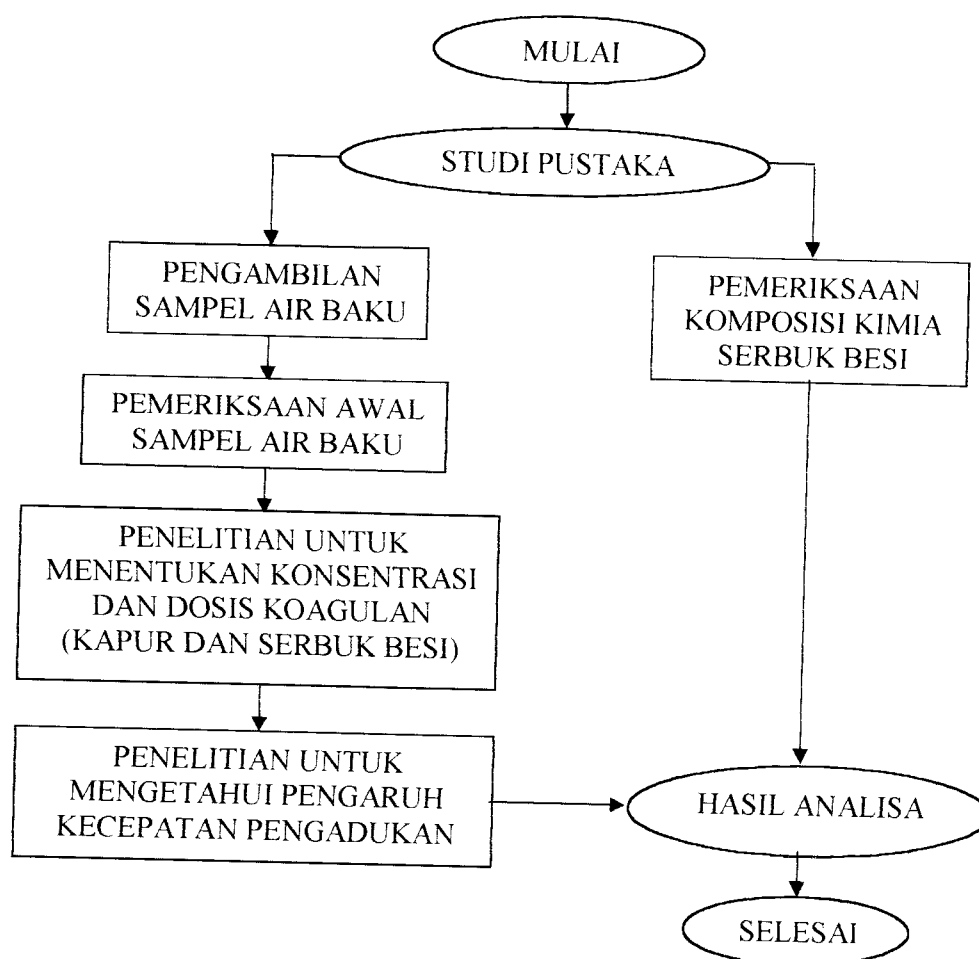 MULAI
STUDI PUSTAKA
PENGAMBILAN
SAMPEL AIR BAKU
PEMERIKSAAN AWAL
SAMPEL AIR BAKU
PENELITIAN UNTUK
MENENTUKAN KONSENTRASI
DAN DOSIS KOAGULAN
(KAPUR DAN SERBUK BESI)
PENELITIAN UNTUK
MENGETAHUI PENGARUH
KECEPATAN PENGADUKAN
PEMERIKSAAN
KOMPOSISI KIMIA
SERBUK BESI
HASIL ANALISA
SELESAI